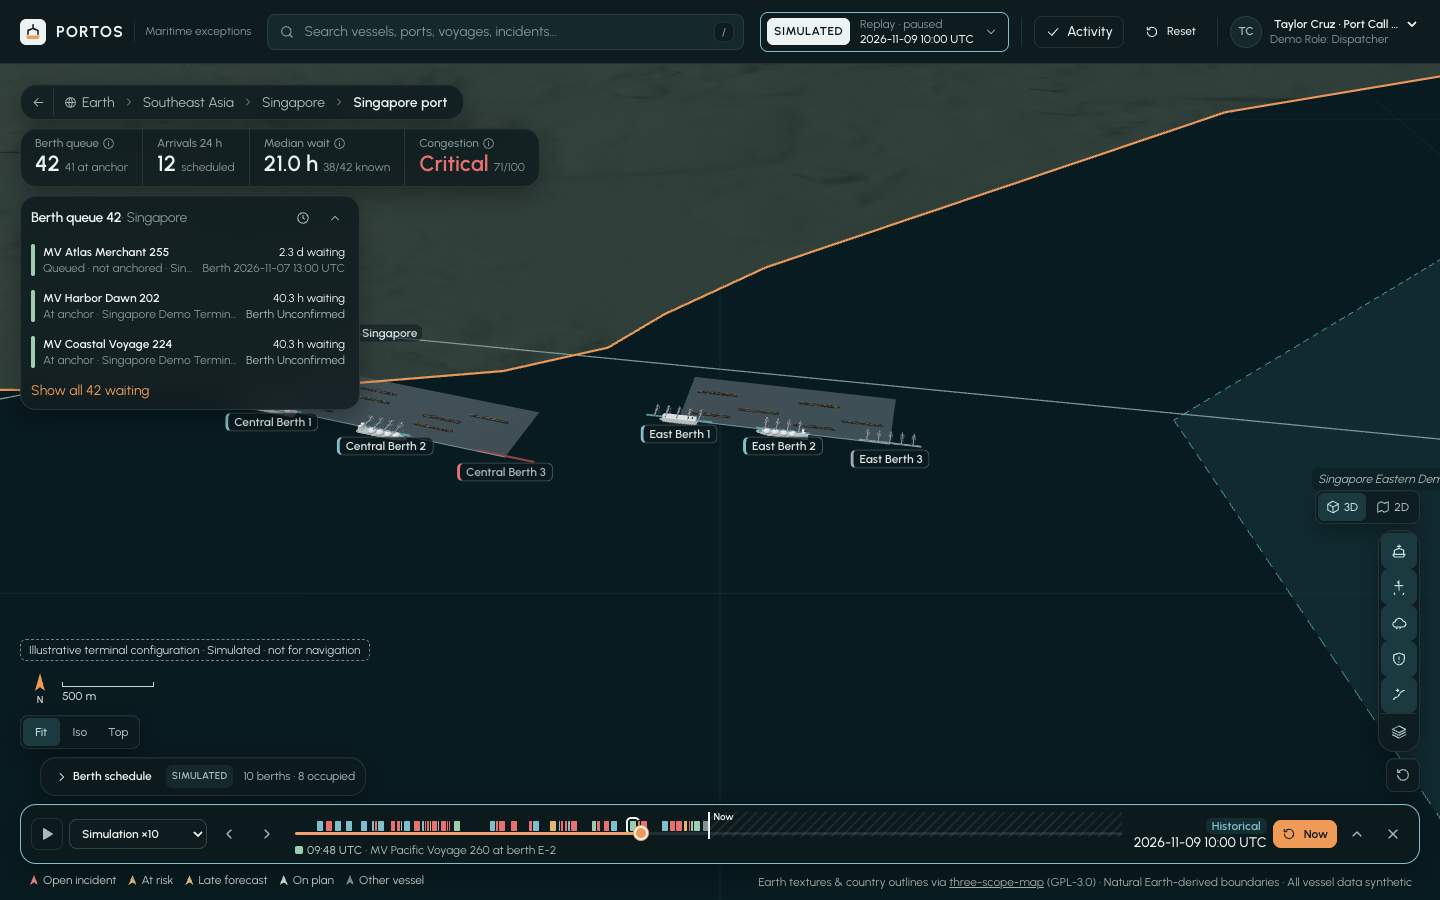 PORTOS
Maritime exceptions
Search vessels, ports, voyages, incidents...
/
SIMULATED
Replay · paused
2026-11-09 10:00 UTC
Activity
Reset
TC
Taylor Cruz · Port Call ...
Demo Role: Dispatcher
Earth
Southeast Asia
Singapore
Singapore port
Berth queue
42 41 at anchor
Arrivals 24 h
12 scheduled
Median wait
21.0 h 38/42 known
Congestion
Critical 71/100
Berth queue 42 Singapore
MV Atlas Merchant 255 2.3 d waiting
Queued · not anchored · Sin... Berth 2026-11-07 13:00 UTC
MV Harbor Dawn 202 40.3 h waiting
At anchor · Singapore Demo Termin... Berth Unconfirmed
MV Coastal Voyage 224 40.3 h waiting
At anchor · Singapore Demo Termin... Berth Unconfirmed
Show all 42 waiting
Singapore
Central Berth 1
Central Berth 2
Central Berth 3
East Berth 1
East Berth 2
East Berth 3
Singapore Eastern Dem
3D
2D
Illustrative terminal configuration · Simulated · not for navigation
N
500 m
Fit
Iso
Top
Berth schedule
SIMULATED
10 berths · 8 occupied
Simulation ×10
Now
09:48 UTC · MV Pacific Voyage 260 at berth E-2
Historical
2026-11-09 10:00 UTC
Now
Open incident
At risk
Late forecast
On plan
Other vessel
Earth textures & country outlines via three-scope-map (GPL-3.0) · Natural Earth-derived boundaries · All vessel data synthetic